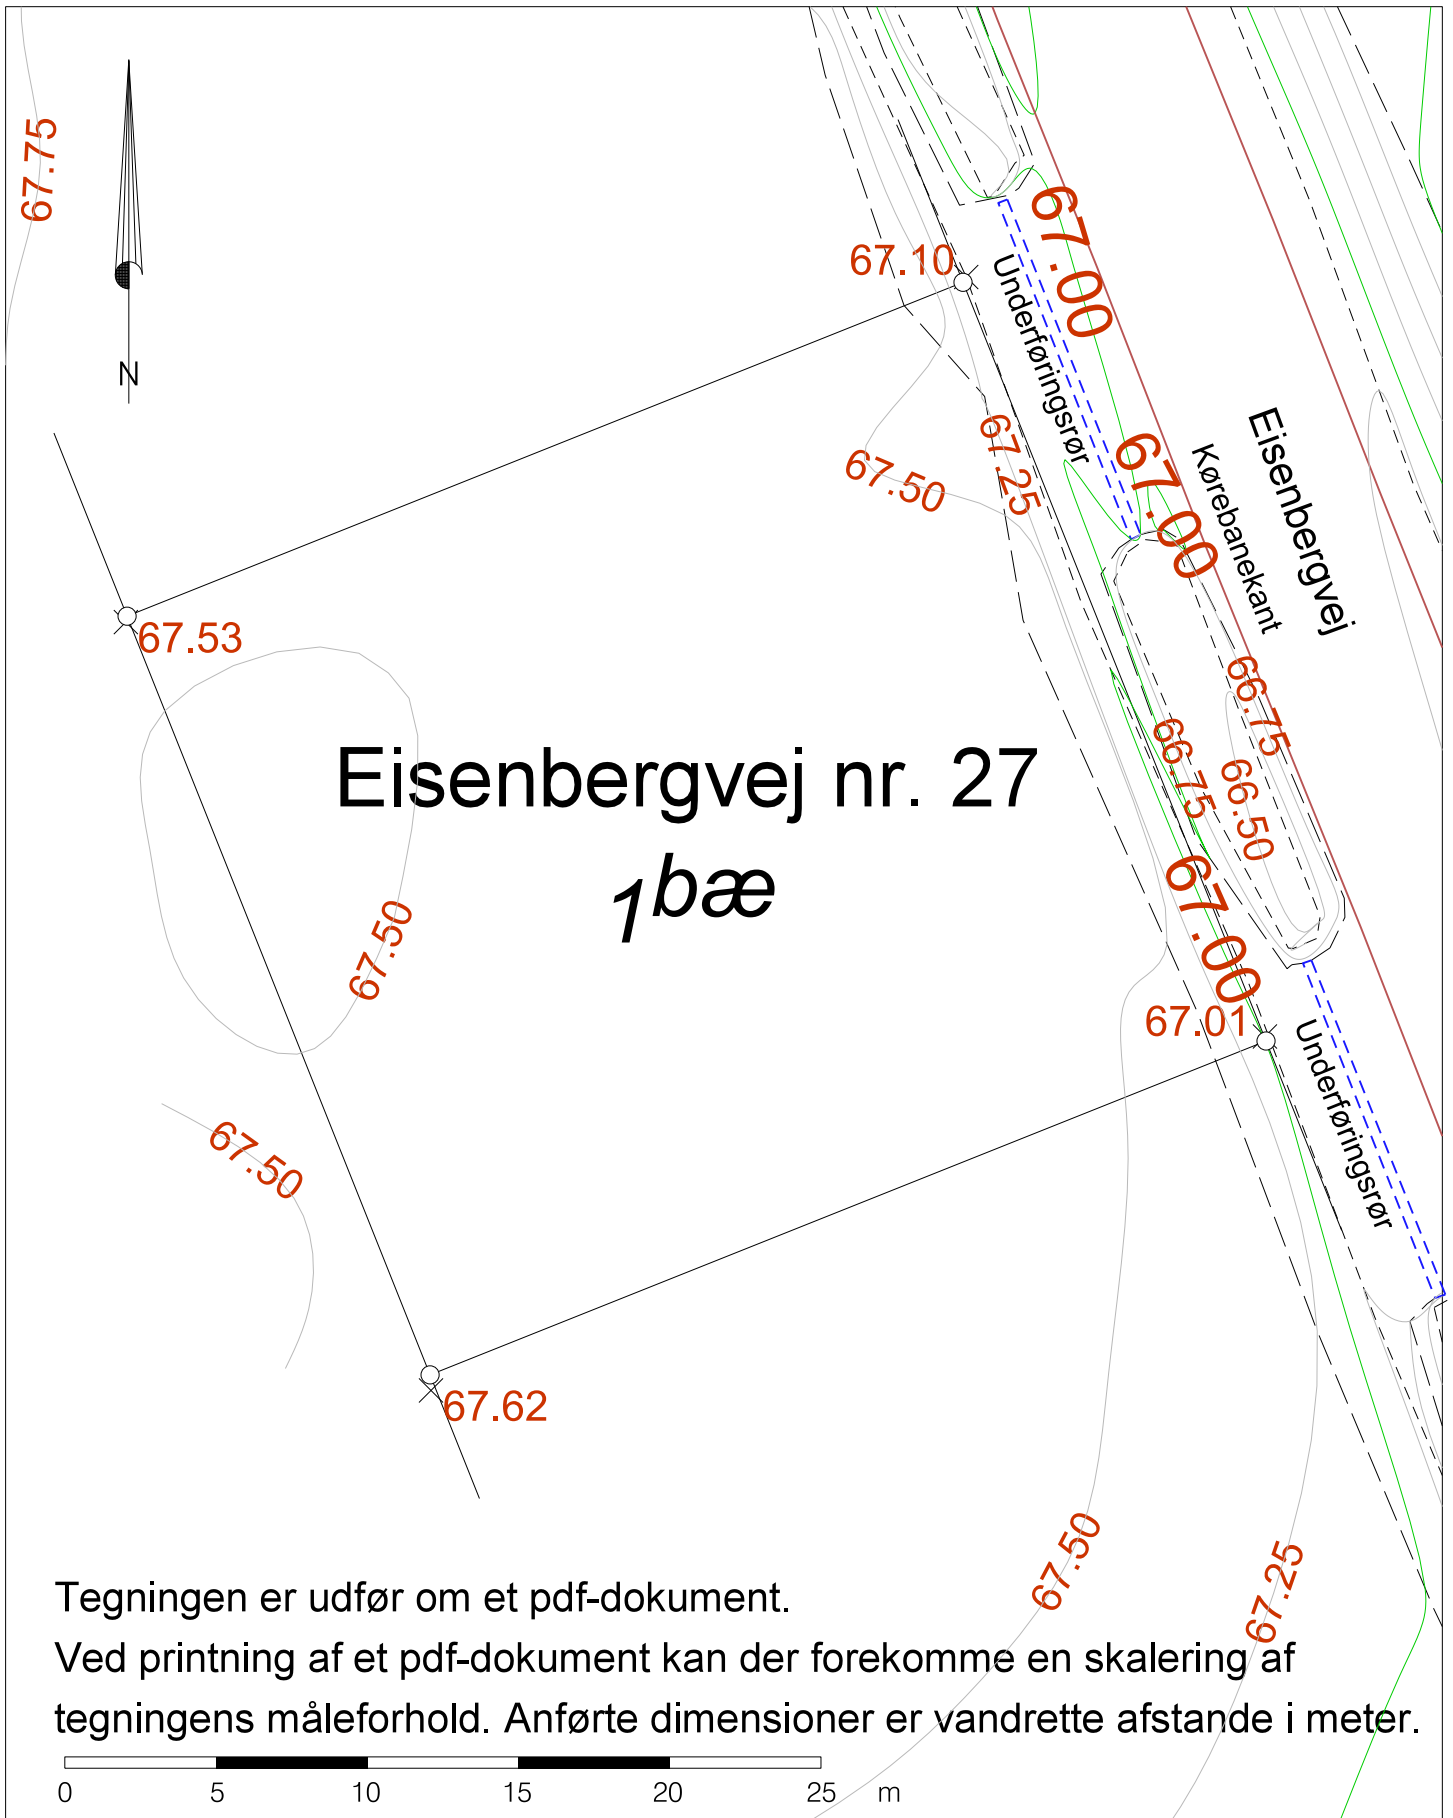 67.75
N
67.10
67.00
Underføringsrør
67.25
67.50
67.00
Kørebanekant
Eisenbergvej
67.53
66.75
66.75
66.50
Eisenbergvej nr. 27
1bæ
67.00
67.50
67.01
Underføringsrør
67.50
67.62
67.50
67.25
Tegningen er udfør om et pdf-dokument.
Ved printning af et pdf-dokument kan der forekomme en skalering af
tegningens måleforhold. Anførte dimensioner er vandrette afstande i meter.
0 5 10 15 20 25 m